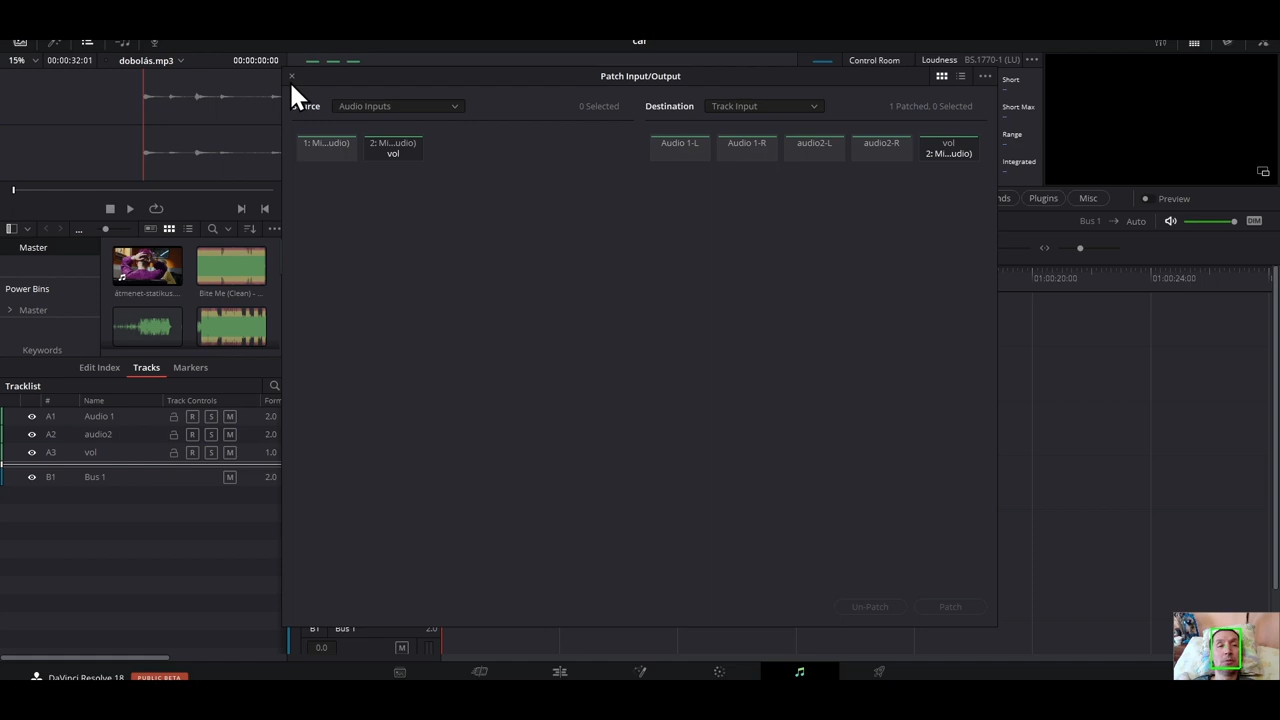 car
15%
00:00:32:01
dobolás.mp3
00:00:00:00
Control Room
Loudness
BS.1770-1 (LU)
Patch Input/Output
Short
Short Max
Range
Integrated
Audio Inputs
0 Selected
Destination
Track Input
1 Patched, 0 Selected
1: Mi...udio)
2: Mi...udio)
vol
Audio 1-L
Audio 1-R
audio2-L
audio2-R
vol
2: Mi...udio)
Plugins
Misc
Preview
Bus 1
Auto
DIM
Master
átmenet-statikus...
Bite Me (Clean) - ...
Power Bins
Master
Keywords
01:00:20:00
01:00:24:00
Edit Index
Tracks
Markers
Tracklist
#
Name
Track Controls
Form
A1
Audio 1
R
S
M
2.0
A2
audio2
R
S
M
2.0
A3
vol
R
S
M
1.0
B1
Bus 1
M
2.0
Un-Patch
Patch
B1
Bus 1
2.0
0.0
M
DaVinci Resolve 18
PUBLIC BETA